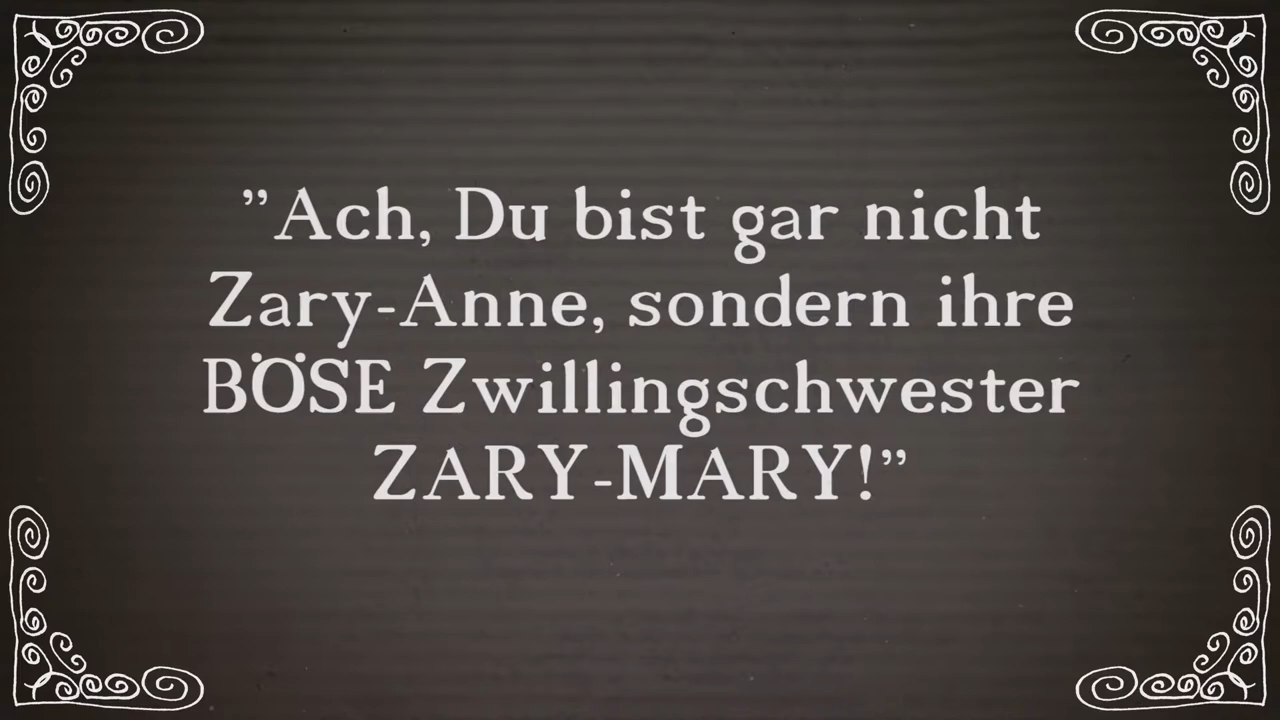 ”Ach, Du bist gar nicht
Zary-Anne, sondern ihre
BÖSE Zwillingschwester
ZARY-MARY!”